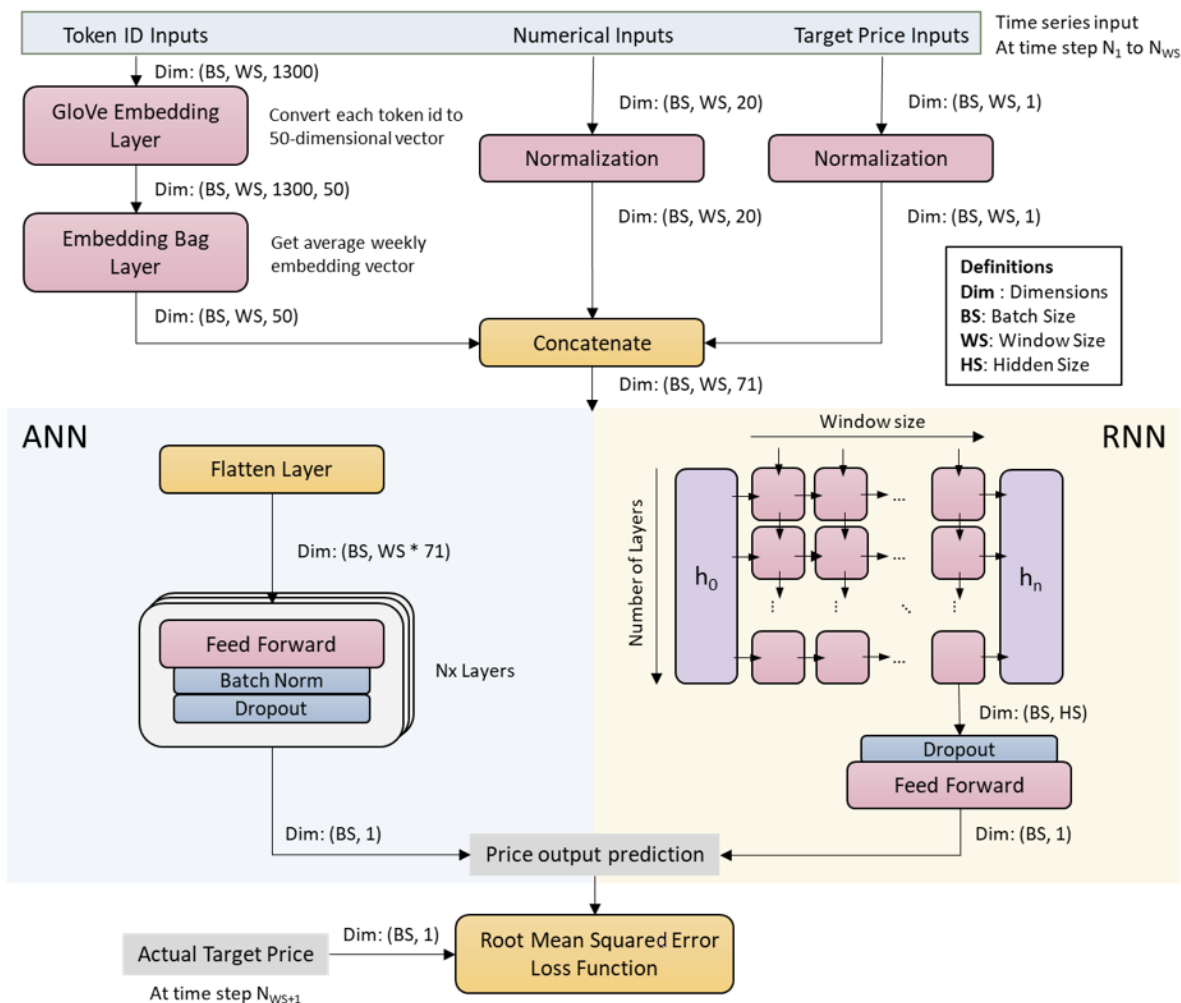 Token ID Inputs
Numerical Inputs
Target Price Inputs
Time series input
At time step N₁ to N_WS
Dim: (BS, WS, 1300)
Dim: (BS, WS, 20)
Dim: (BS, WS, 1)
GloVe Embedding
Layer
Convert each token id to
50-dimensional vector
Normalization
Normalization
Dim: (BS, WS, 1300, 50)
Dim: (BS, WS, 20)
Dim: (BS, WS, 1)
Embedding Bag
Layer
Get average weekly
embedding vector
Definitions
Dim : Dimensions
BS: Batch Size
WS: Window Size
HS: Hidden Size
Dim: (BS, WS, 50)
Concatenate
Dim: (BS, WS, 71)
ANN
Flatten Layer
Dim: (BS, WS * 71)
Feed Forward
Batch Norm
Dropout
Nx Layers
Dim: (BS, 1)
RNN
Window size
Number of Layers
h₀
...
...
...
hₙ
Dim: (BS, HS)
Dropout
Feed Forward
Dim: (BS, 1)
Price output prediction
Actual Target Price
At time step N_WS+1
Dim: (BS, 1)
Root Mean Squared Error
Loss Function